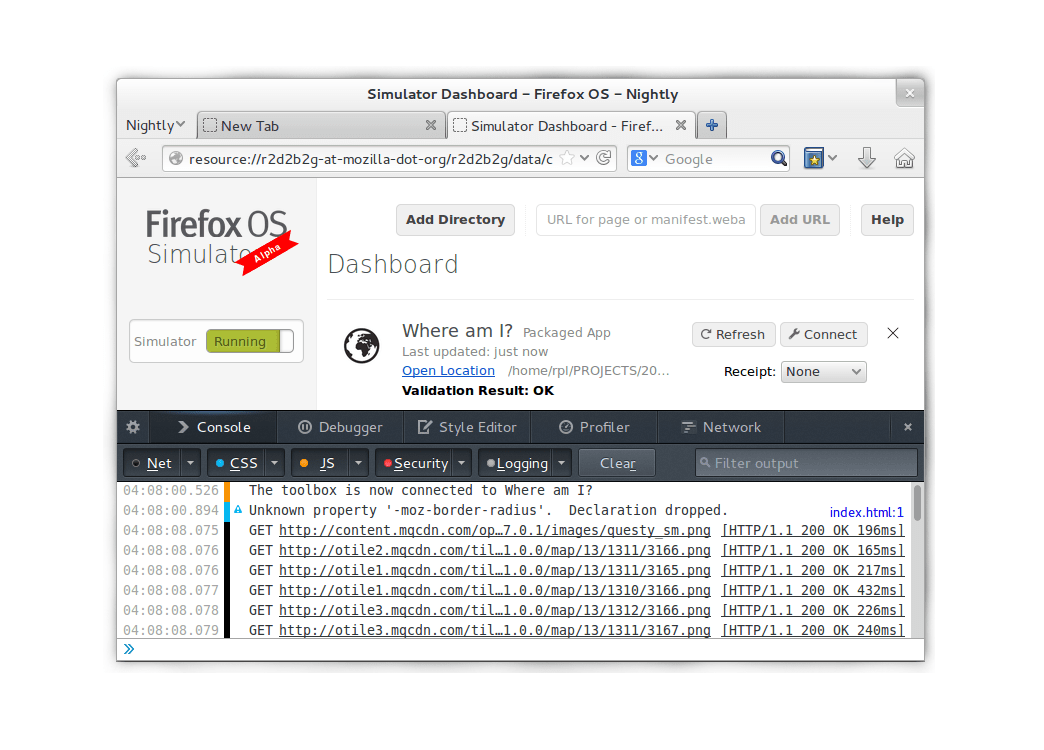 Simulator Dashboard – Firefox OS – Nightly
Nightly New Tab Simulator Dashboard - Firef...
resource://r2d2b2g-at-mozilla-dot-org/r2d2b2g/data/c 8 Google
Firefox OS
Simulato
Alpha
Add Directory URL for page or manifest.weba Add URL Help
Dashboard
Simulator Running
Where am I? Packaged App Refresh Connect
Last updated: just now
Open Location /home/rpl/PROJECTS/20... Receipt: None
Validation Result: OK
Console Debugger Style Editor Profiler Network
Net CSS JS Security Logging Clear Filter output
04:08:00.526 The toolbox is now connected to Where am I?
04:08:00.894 Unknown property '-moz-border-radius'. Declaration dropped. index.html:1
04:08:08.075 GET http://content.mqcdn.com/op…7.0.1/images/questy_sm.png [HTTP/1.1 200 OK 196ms]
04:08:08.076 GET http://otile2.mqcdn.com/til…1.0.0/map/13/1311/3166.png [HTTP/1.1 200 OK 165ms]
04:08:08.076 GET http://otile1.mqcdn.com/til…1.0.0/map/13/1311/3165.png [HTTP/1.1 200 OK 217ms]
04:08:08.077 GET http://otile1.mqcdn.com/til…1.0.0/map/13/1310/3166.png [HTTP/1.1 200 OK 432ms]
04:08:08.078 GET http://otile3.mqcdn.com/til…1.0.0/map/13/1312/3166.png [HTTP/1.1 200 OK 226ms]
04:08:08.079 GET http://otile3.mqcdn.com/til…1.0.0/map/13/1311/3167.png [HTTP/1.1 200 OK 240ms]